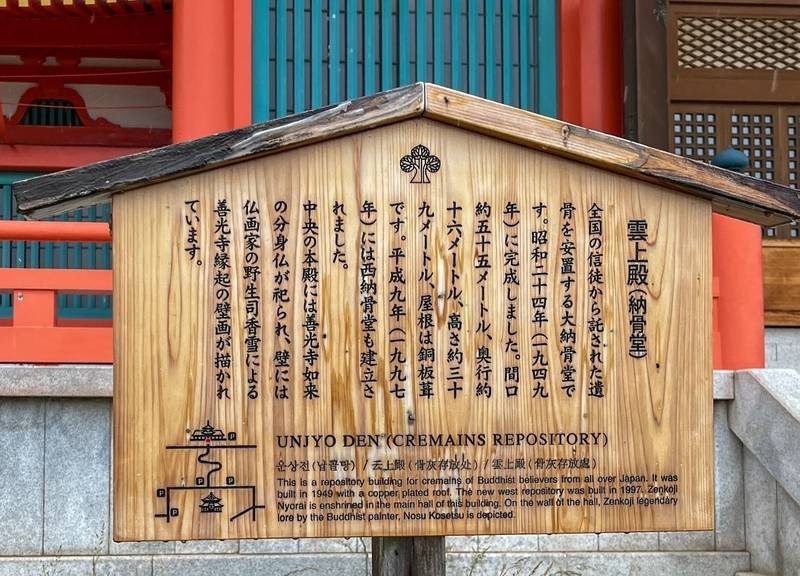 雲上殿(納骨堂)
全国の信徒から託された遺
骨を安置する大納骨堂で
す。昭和二十四年(一九四九
年)に完成しました。間口
約五十五メートル、奥行約
十六メートル、高さ約三十
九メートル、屋根は銅板葺
です。平成九年(一九九七
年)には西納骨堂も建立さ
れました。
中央の本殿には善光寺如来
の分身仏が祀られ、壁には
仏画家の野生司香雪による
善光寺縁起の壁画が描かれ
ています。
UNJYO DEN (CREMAINS REPOSITORY)
운상전(납골당) / 云上殿(骨灰存放处) / 雲上殿(骨灰存放處)
This is a repository building for cremains of Buddhist believers from all over Japan. It was
built in 1949 with a copper plated roof. The new west repository was built in 1997. Zenkoji
Nyorai is enshrined in the main hall of this building. On the wall of the hall, Zenkoji legendary
lore by the Buddhist painter, Nosu Kosetsu is depicted.
P
P
P
P
P